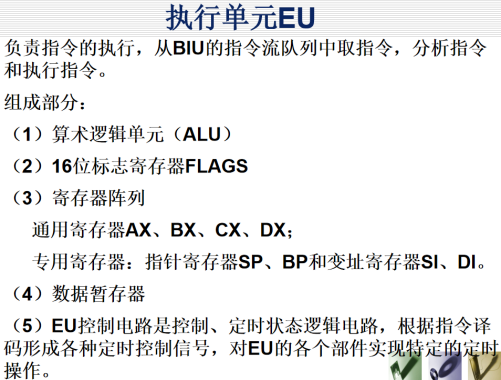 执行单元EU
负责指令的执行，从BIU的指令流队列中取指令，分析指令
和执行指令。
组成部分：
（1）算术逻辑单元（ALU）
（2）16位标志寄存器FLAGS
（3）寄存器阵列
通用寄存器AX、BX、CX、DX；
专用寄存器：指针寄存器SP、BP和变址寄存器SI、DI。
（4）数据暂存器
（5）EU控制电路是控制、定时状态逻辑电路，根据指令译
码形成各种定时控制信号，对EU的各个部件实现特定的定时
操作。